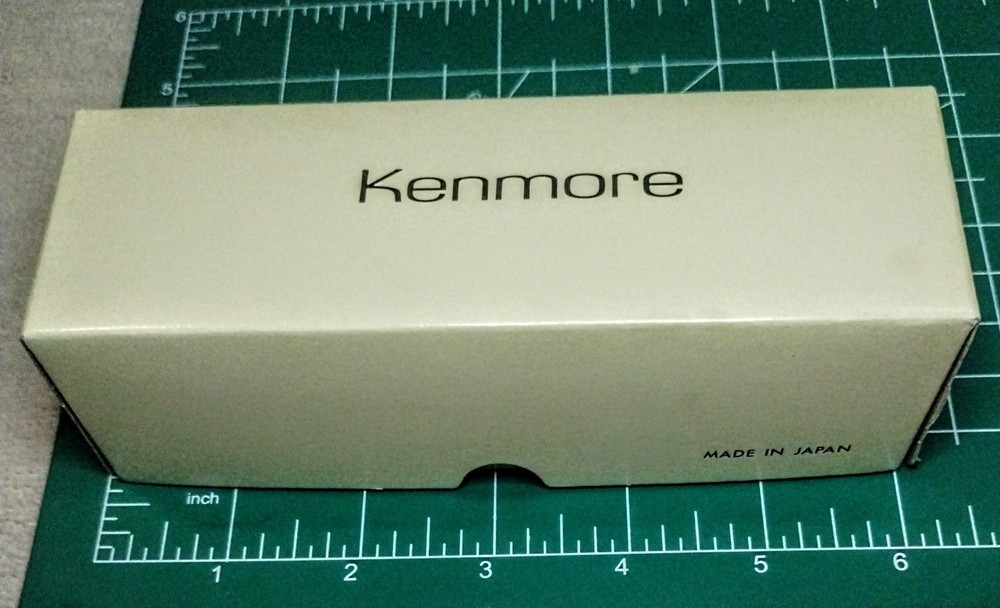 6
5
Kenmore
MADE IN JAPAN
inch
1 2 3 4 5 6